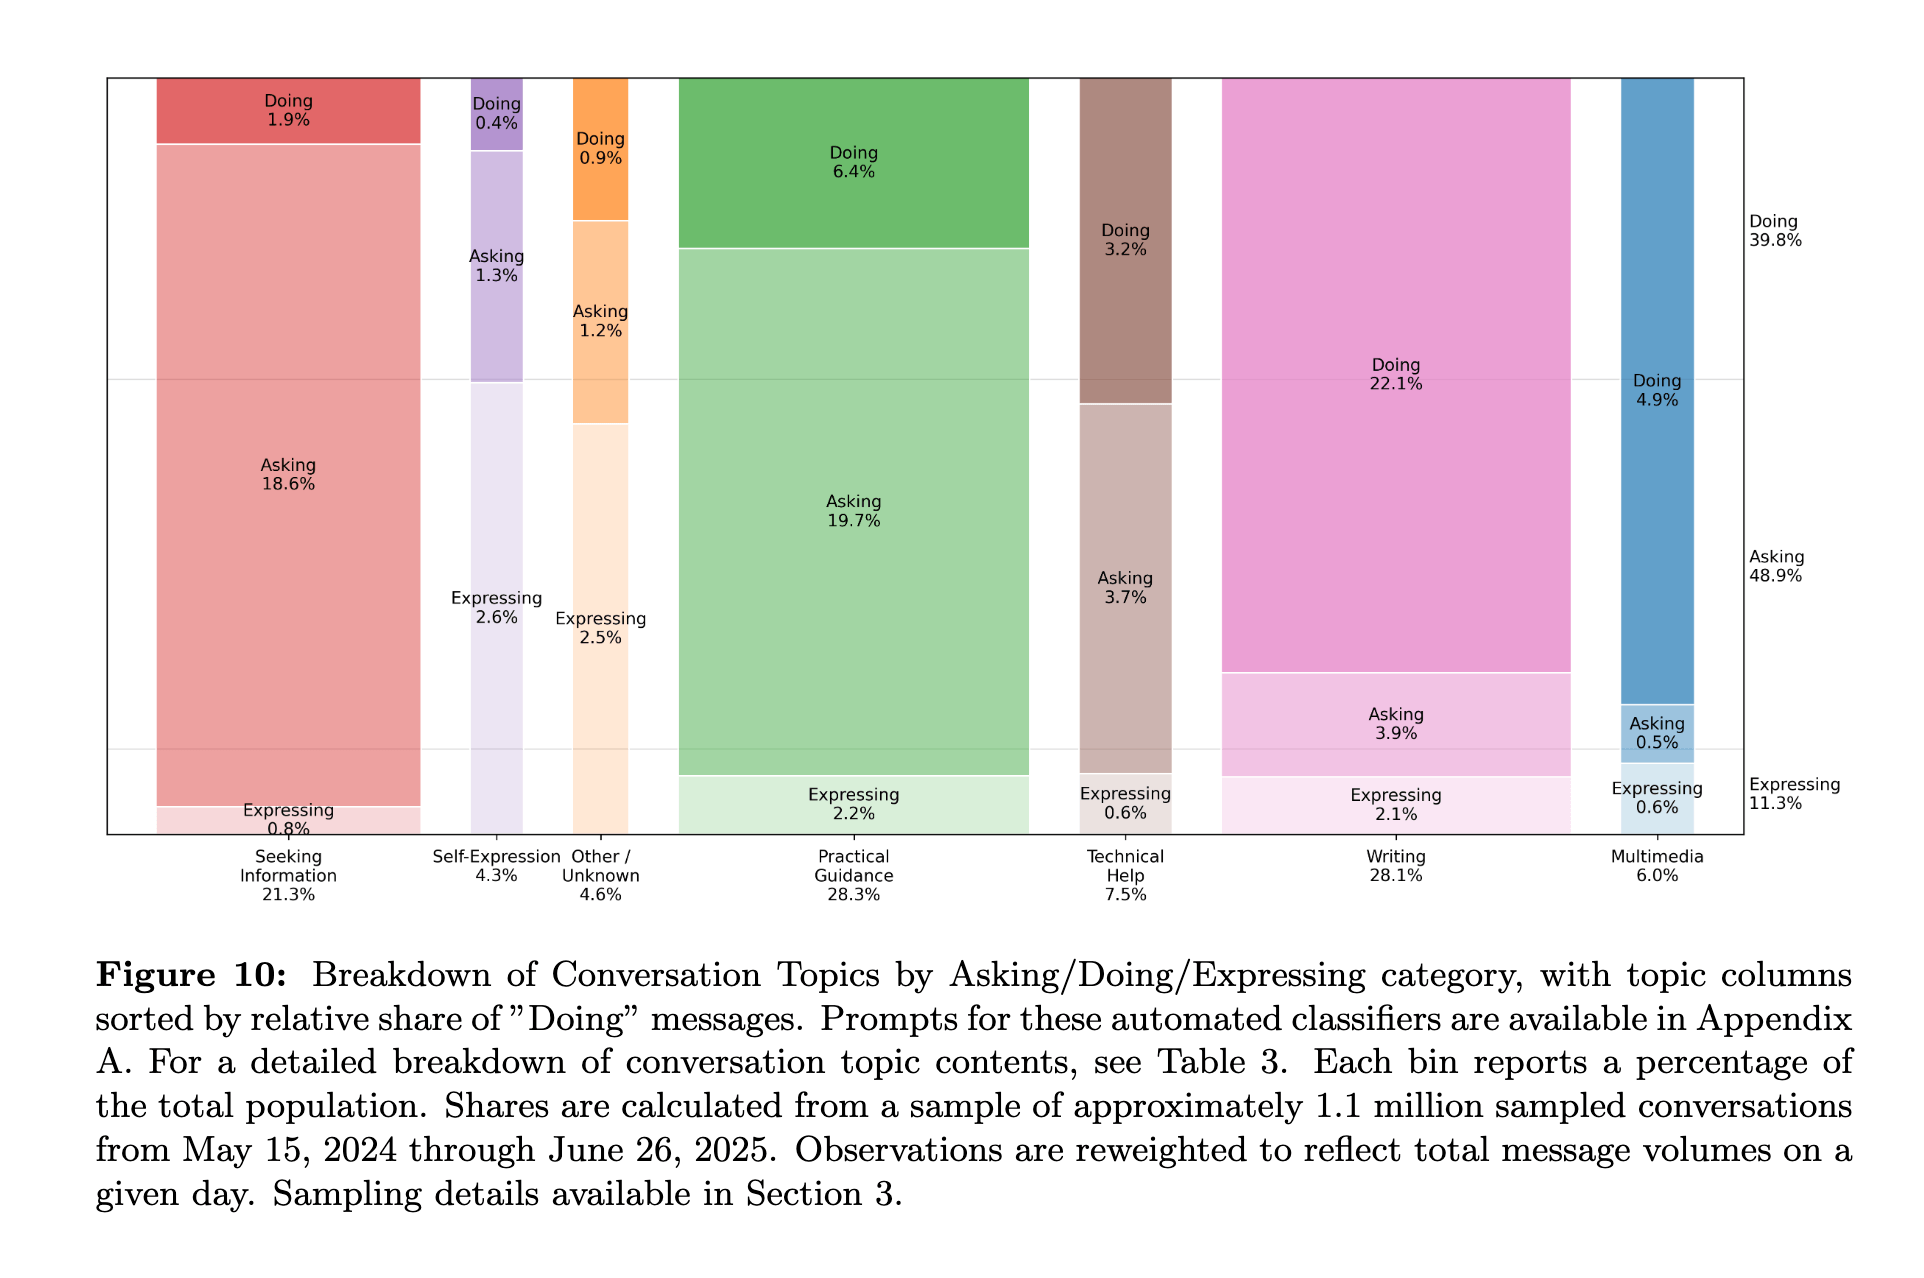 Doing
1.9%
Asking
18.6%
Expressing
0.8%
Doing
0.4%
Asking
1.3%
Expressing
2.6%
Doing
0.9%
Asking
1.2%
Expressing
2.5%
Doing
6.4%
Asking
19.7%
Expressing
2.2%
Doing
3.2%
Asking
3.7%
Expressing
0.6%
Doing
22.1%
Asking
3.9%
Expressing
2.1%
Doing
4.9%
Asking
0.5%
Expressing
0.6%
Doing
39.8%
Asking
48.9%
Expressing
11.3%
Seeking
Information
21.3%
Self-Expression
4.3%
Other /
Unknown
4.6%
Practical
Guidance
28.3%
Technical
Help
7.5%
Writing
28.1%
Multimedia
6.0%
Figure 10: Breakdown of Conversation Topics by Asking/Doing/Expressing category, with topic columns
sorted by relative share of ”Doing” messages. Prompts for these automated classifiers are available in Appendix
A. For a detailed breakdown of conversation topic contents, see Table 3. Each bin reports a percentage of
the total population. Shares are calculated from a sample of approximately 1.1 million sampled conversations
from May 15, 2024 through June 26, 2025. Observations are reweighted to reflect total message volumes on a
given day. Sampling details available in Section 3.